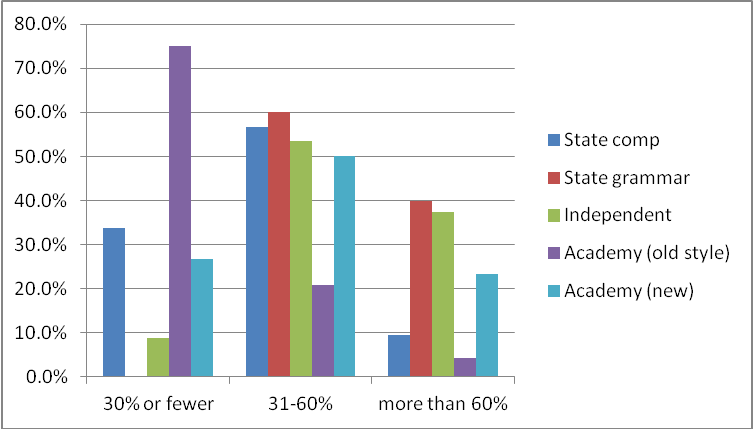 80.0%
70.0%
60.0%
50.0%
40.0%
30.0%
20.0%
10.0%
0.0%
30% or fewer
31-60%
more than 60%
State comp
State grammar
Independent
Academy (old style)
Academy (new)